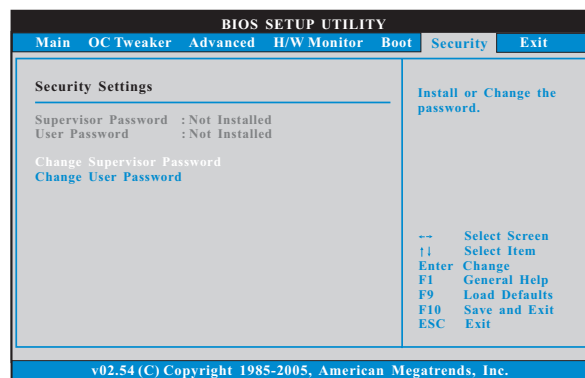 BIOS SETUP UTILITY
Main OC Tweaker Advanced H/W Monitor Boot Security Exit
Security Settings
Supervisor Password : Not Installed
User Password : Not Installed
Change Supervisor Password
Change User Password
Install or Change the
password.
←→ Select Screen
↑↓ Select Item
Enter Change
F1 General Help
F9 Load Defaults
F10 Save and Exit
ESC Exit
v02.54 (C) Copyright 1985-2005, American Megatrends, Inc.